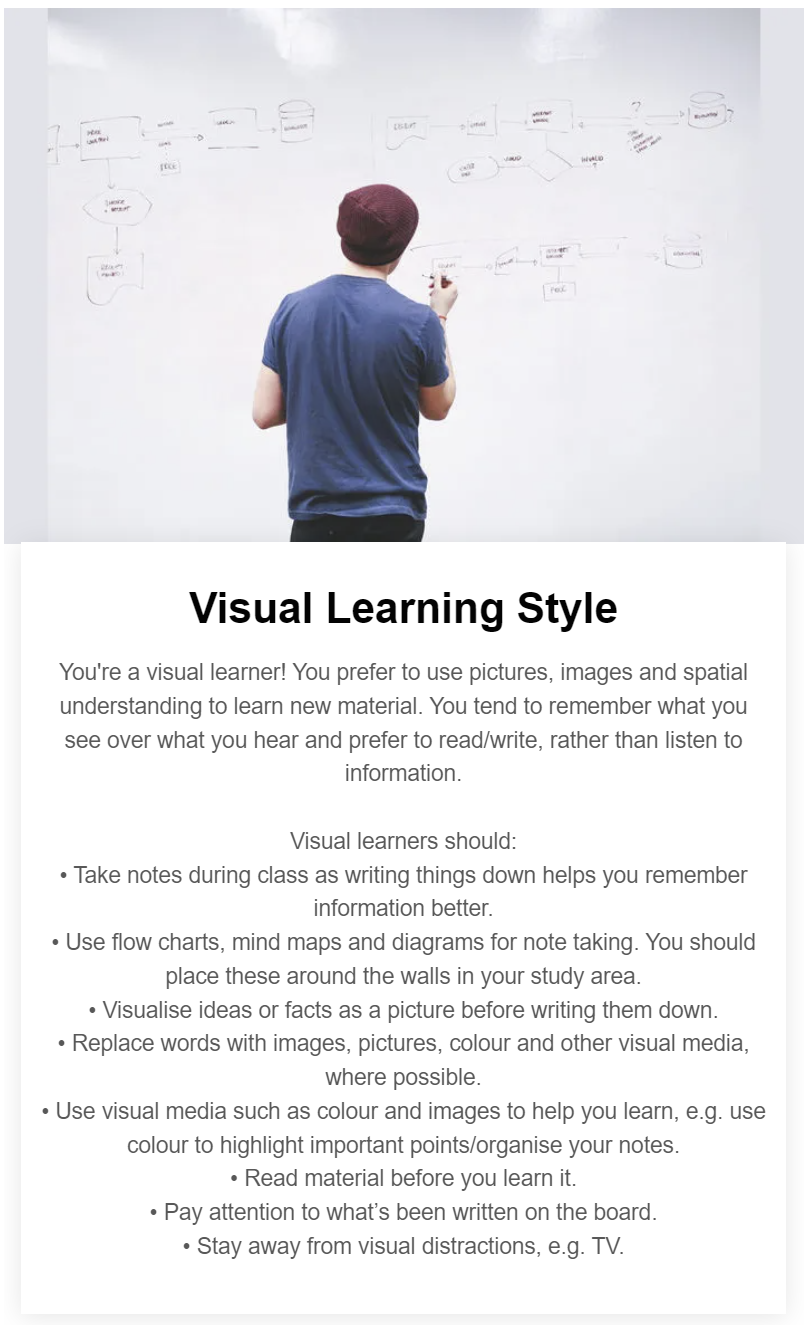 PRICE
INVALID
?
?
Visual Learning Style
You're a visual learner! You prefer to use pictures, images and spatial
understanding to learn new material. You tend to remember what you
see over what you hear and prefer to read/write, rather than listen to
information.
Visual learners should:
• Take notes during class as writing things down helps you remember
information better.
• Use flow charts, mind maps and diagrams for note taking. You should
place these around the walls in your study area.
• Visualise ideas or facts as a picture before writing them down.
• Replace words with images, pictures, colour and other visual media,
where possible.
• Use visual media such as colour and images to help you learn, e.g. use
colour to highlight important points/organise your notes.
• Read material before you learn it.
• Pay attention to what’s been written on the board.
• Stay away from visual distractions, e.g. TV.